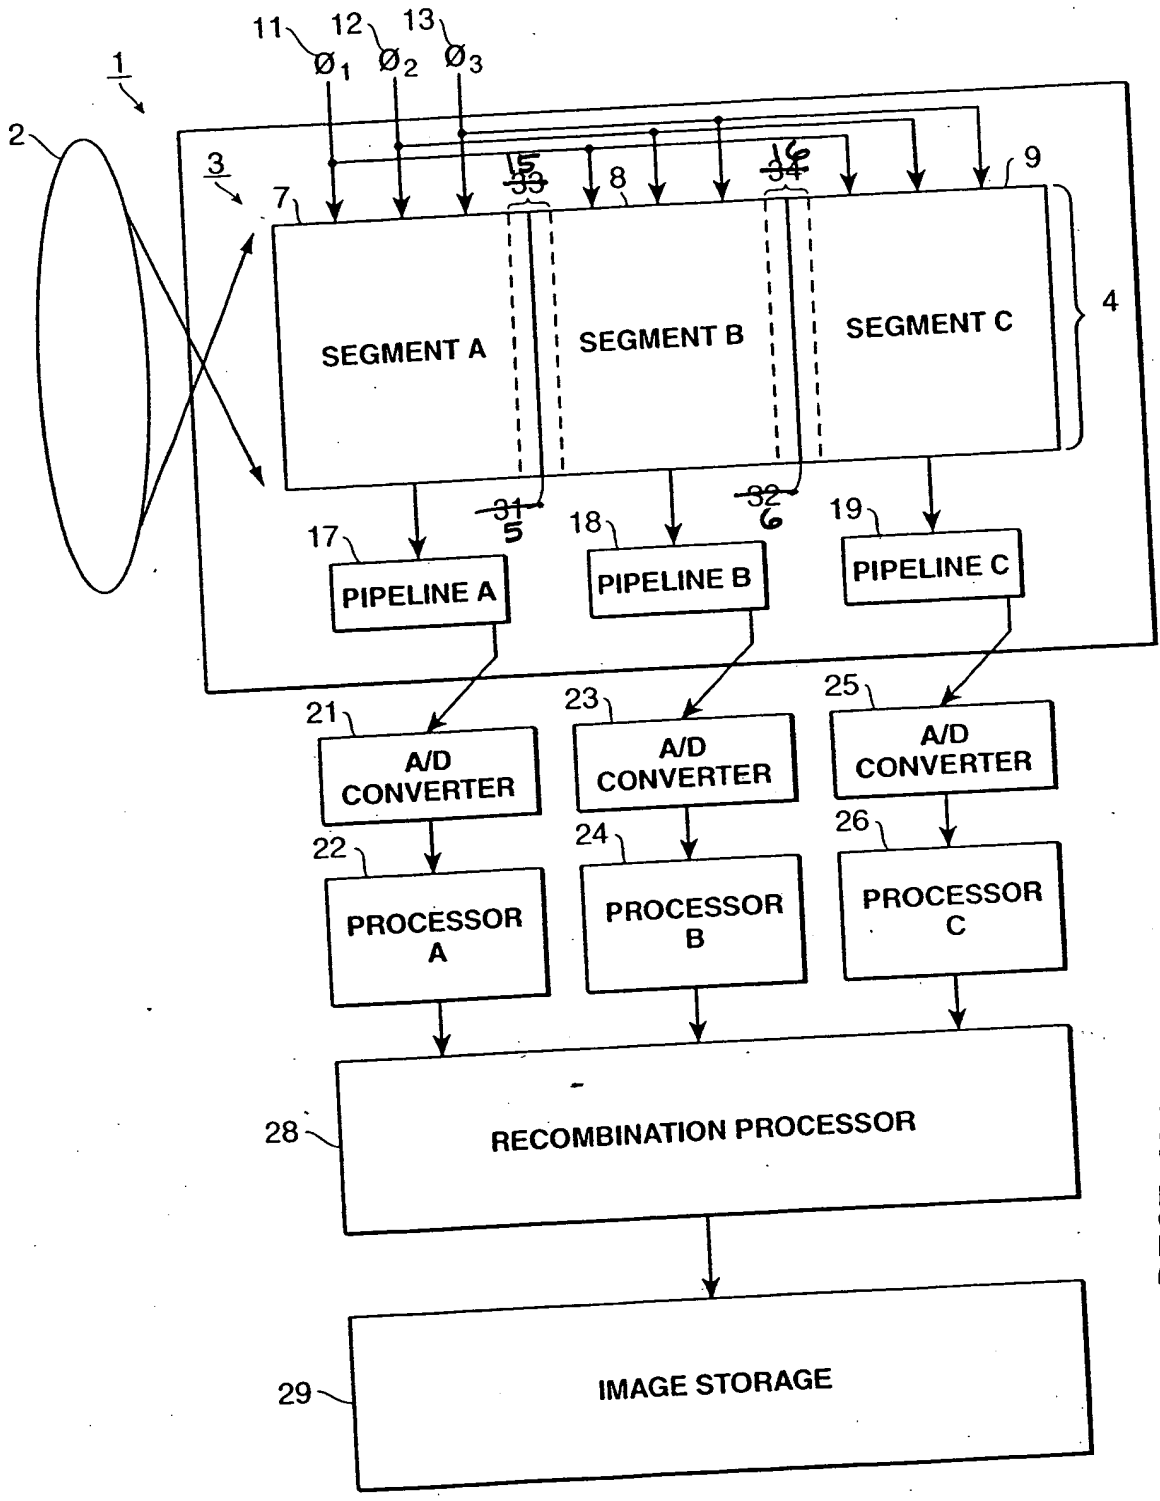 11 12 13
Ø1 Ø2 Ø3
1
2
3
15 16
33 34
7 8 9
SEGMENT A SEGMENT B SEGMENT C 4
31 32
5 6
17 18 19
PIPELINE A PIPELINE B PIPELINE C
21 23 25
A/D CONVERTER
A/D CONVERTER
A/D CONVERTER
22 24 26
PROCESSOR A
PROCESSOR B
PROCESSOR C
28 RECOMBINATION PROCESSOR
29 IMAGE STORAGE